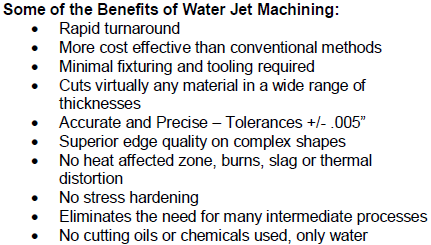 Some of the Benefits of Water Jet Machining:
• Rapid turnaround
• More cost effective than conventional methods
• Minimal fixturing and tooling required
• Cuts virtually any material in a wide range of
thicknesses
• Accurate and Precise – Tolerances +/- .005”
• Superior edge quality on complex shapes
• No heat affected zone, burns, slag or thermal
distortion
• No stress hardening
• Eliminates the need for many intermediate processes
• No cutting oils or chemicals used, only water